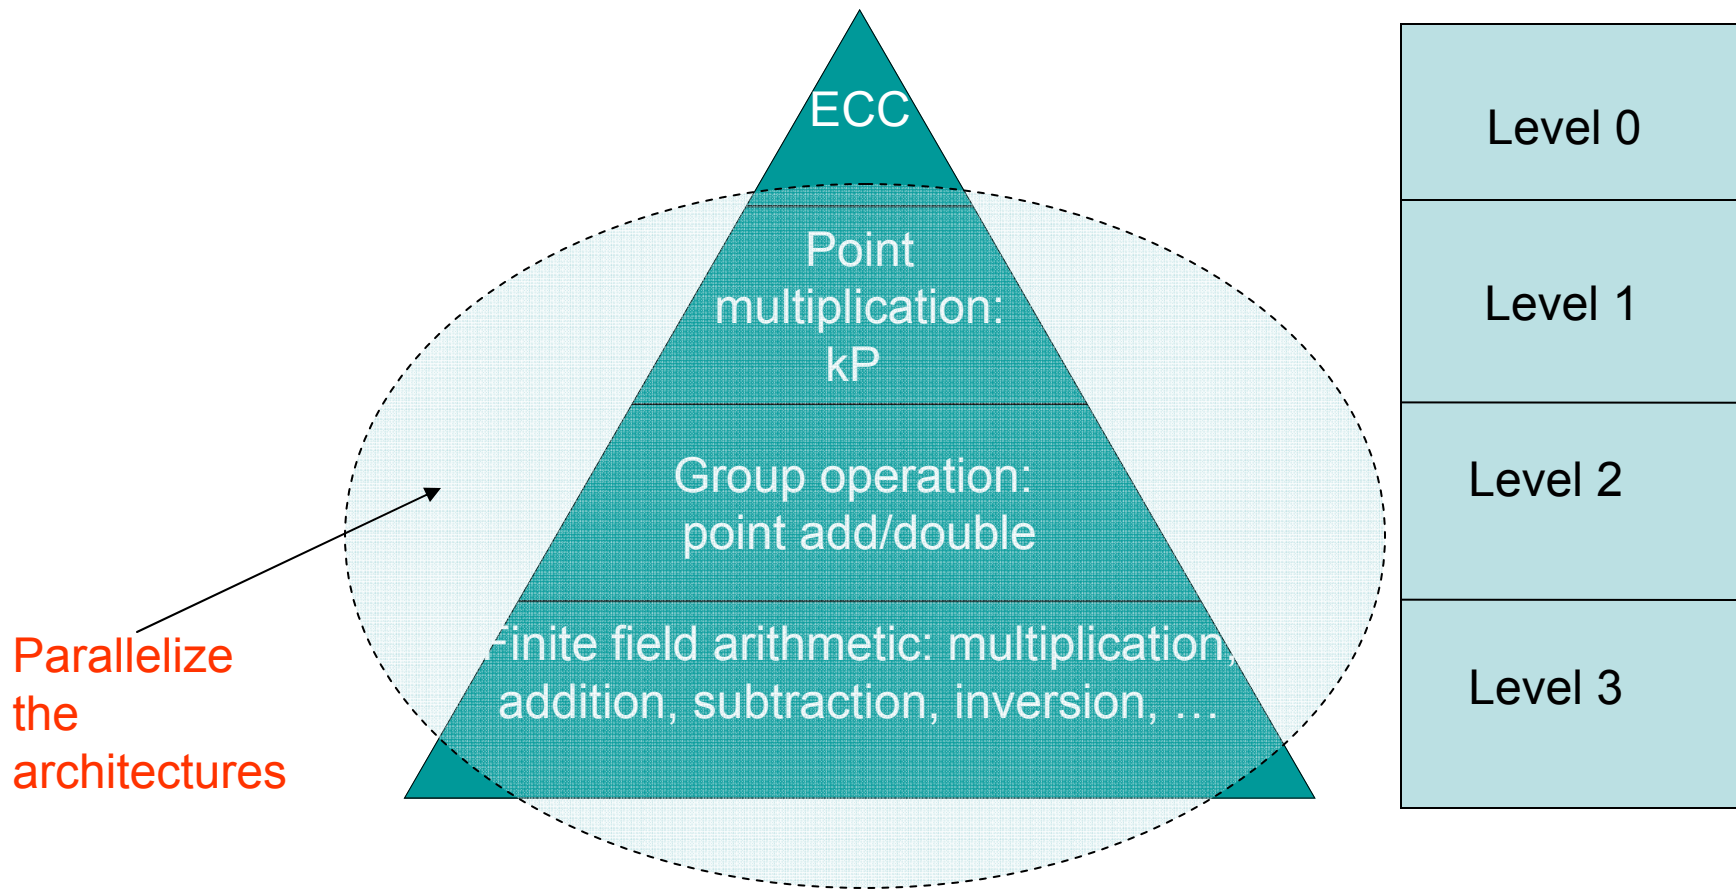 ECC
Point
multiplication:
kP
Group operation:
point add/double
Finite field arithmetic: multiplication,
addition, subtraction, inversion, …
Parallelize
the
architectures
Level 0
Level 1
Level 2
Level 3